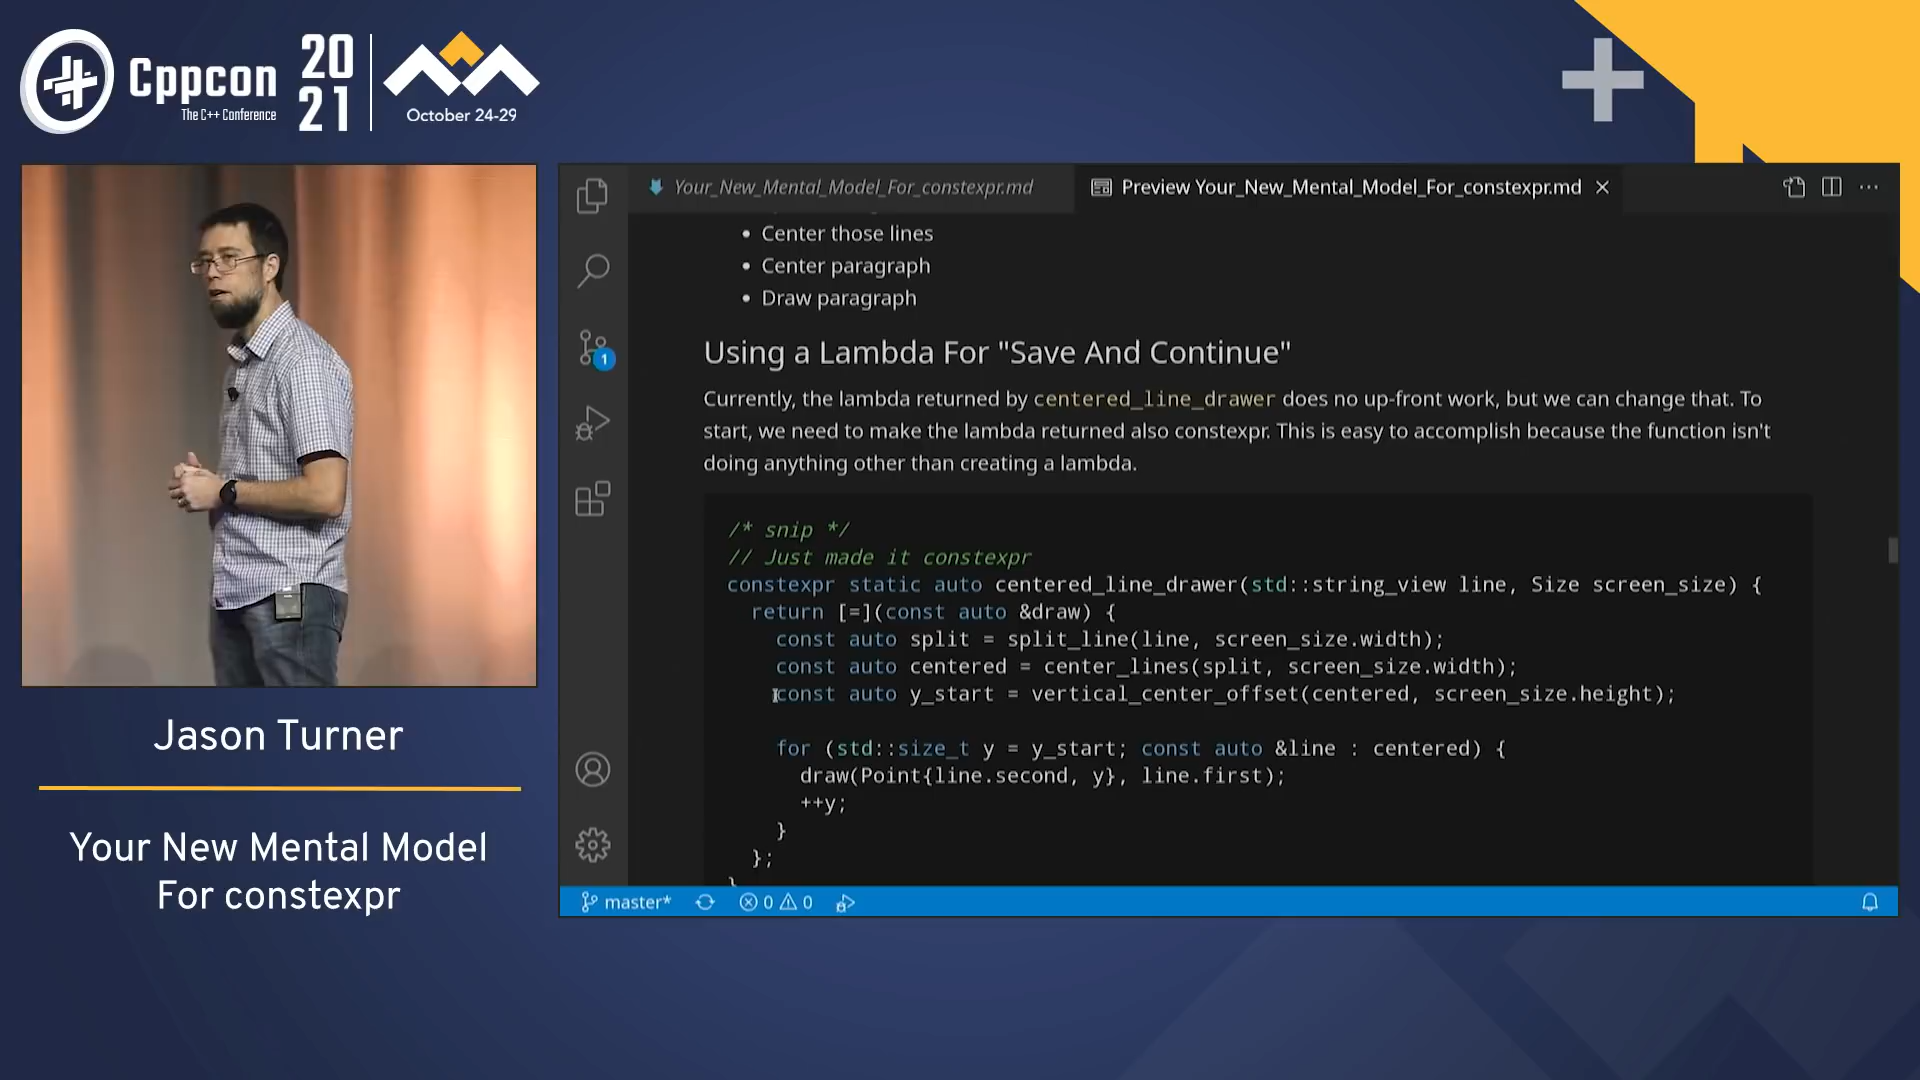 Cppcon
The C++ Conference
20
21
October 24-29
Your_New_Mental_Model_For_constexpr.md
Preview Your_New_Mental_Model_For_constexpr.md
• Center those lines
• Center paragraph
• Draw paragraph
Using a Lambda For "Save And Continue"
Currently, the lambda returned by centered_line_drawer does no up-front work, but we can change that. To
start, we need to make the lambda returned also constexpr. This is easy to accomplish because the function isn't
doing anything other than creating a lambda.
/* snip */
// Just made it constexpr
constexpr static auto centered_line_drawer(std::string_view line, Size screen_size) {
return [=](const auto &draw) {
const auto split = split_line(line, screen_size.width);
const auto centered = center_lines(split, screen_size.width);
const auto y_start = vertical_center_offset(centered, screen_size.height);
for (std::size_t y = y_start; const auto &line : centered) {
draw(Point{line.second, y}, line.first);
++y;
}
};
}
1
master*
0
0
Jason Turner
Your New Mental Model
For constexpr